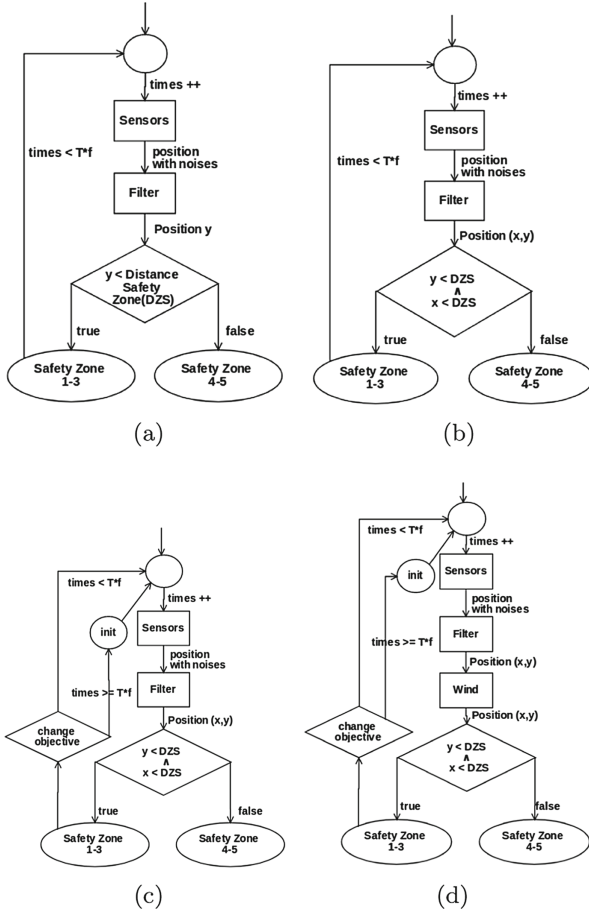 times ++
Sensors
times < T*f
position
with noises
Filter
Position y
y < Distance
Safety
Zone(DZS)
true
false
Safety Zone
1-3
Safety Zone
4-5
(a)
times ++
Sensors
times < T*f
position
with noises
Filter
Position (x,y)
y < DZS
∧
x < DZS
true
false
Safety Zone
1-3
Safety Zone
4-5
(b)
times < T*f
times ++
init
Sensors
position
with noises
times >= T*f
Filter
Position (x,y)
change
objective
y < DZS
∧
x < DZS
true
false
Safety Zone
1-3
Safety Zone
4-5
(c)
times < T*f
times ++
init
Sensors
position
with noises
times >= T*f
Filter
Position (x,y)
Wind
Position (x,y)
change
objective
y < DZS
∧
x < DZS
true
false
Safety Zone
1-3
Safety Zone
4-5
(d)